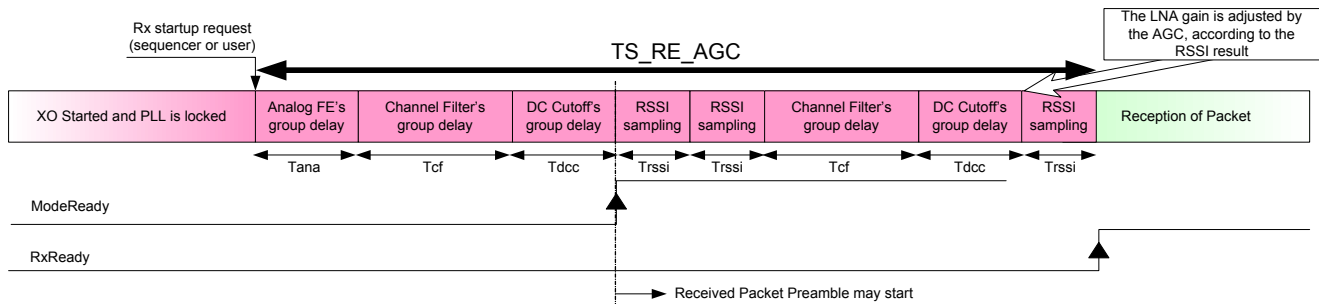 Rx startup request
(sequencer or user)
TS_RE_AGC
The LNA gain is adjusted by
the AGC, according to the
RSSI result
XO Started and PLL is locked
Analog FE's
group delay
Channel Filter's
group delay
DC Cutoff's
group delay
RSSI
sampling
RSSI
sampling
Channel Filter's
group delay
DC Cutoff's
group delay
RSSI
sampling
Reception of Packet
Tana
Tcf
Tdcc
Trssi
Trssi
Tcf
Tdcc
Trssi
ModeReady
RxReady
Received Packet Preamble may start